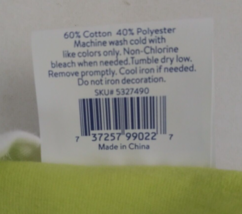 60% Cotton 40% Polyester
Machine wash cold with
like colors only. Non-Chlorine
bleach when needed.Tumble dry low.
Remove promptly. Cool iron if needed.
Do not iron decoration.
SKU# 5327490
7 37257 99022 7
Made in China